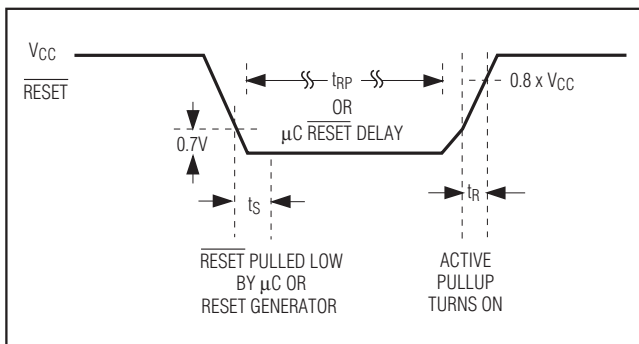 VCC
RESET
tRP
OR
μC RESET DELAY
0.8 x VCC
0.7V
tS
tR
RESET PULLED LOW
BY μC OR
RESET GENERATOR
ACTIVE
PULLUP
TURNS ON